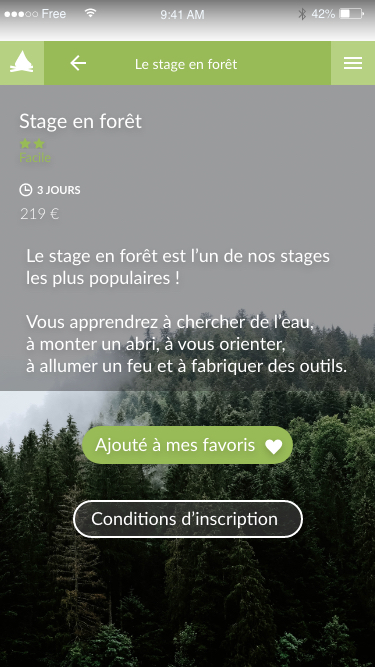 Free 9:41 AM 42%
Le stage en forêt
Stage en forêt
Facile
3 JOURS
219 €
Le stage en forêt est l'un de nos stages
les plus populaires !
Vous apprendrez à chercher de l'eau,
à monter un abri, à vous orienter,
à allumer un feu et à fabriquer des outils.
Ajouté à mes favoris
Conditions d'inscription